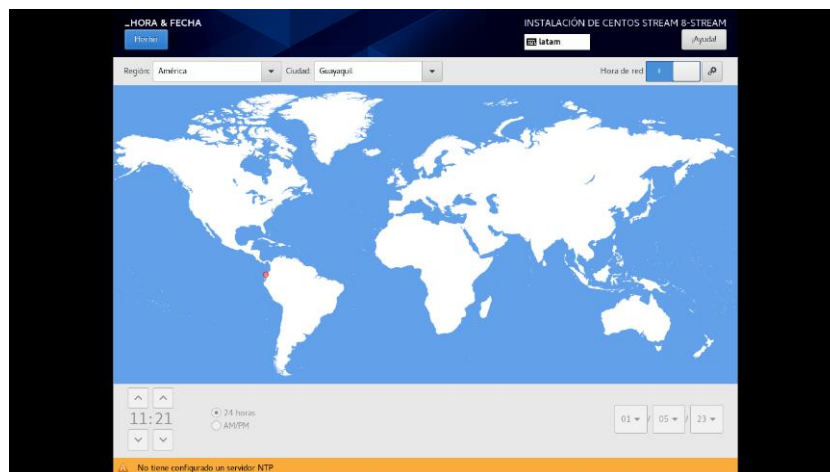 _HORA & FECHA
INSTALACIÓN DE CENTOS STREAM 8-STREAM
Hecho
latam
¡Ayuda!
Región: América
Ciudad: Guayaquil
Hora de red
11:21
24 horas
AM/PM
01 / 05 / 23
No tiene configurado un servidor NTP